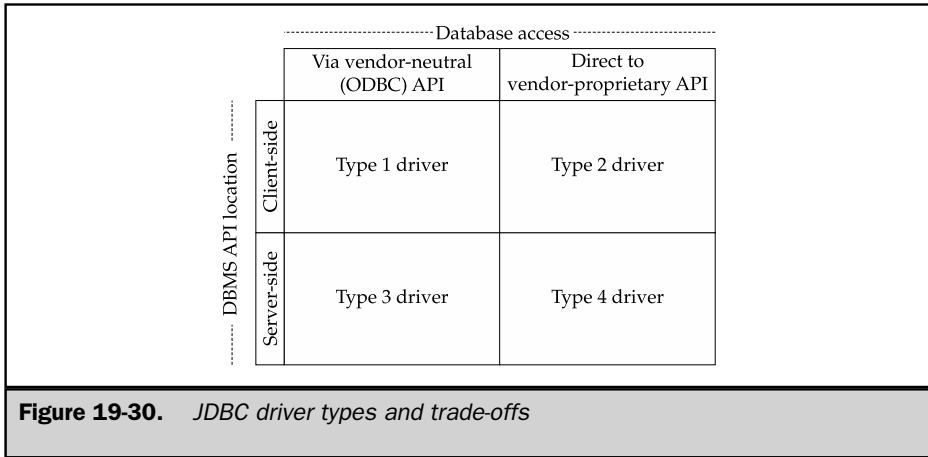 Database access
Via vendor-neutral
(ODBC) API
Direct to
vendor-proprietary API
DBMS API location
Client-side
Type 1 driver
Type 2 driver
Server-side
Type 3 driver
Type 4 driver
Figure 19-30. JDBC driver types and trade-offs